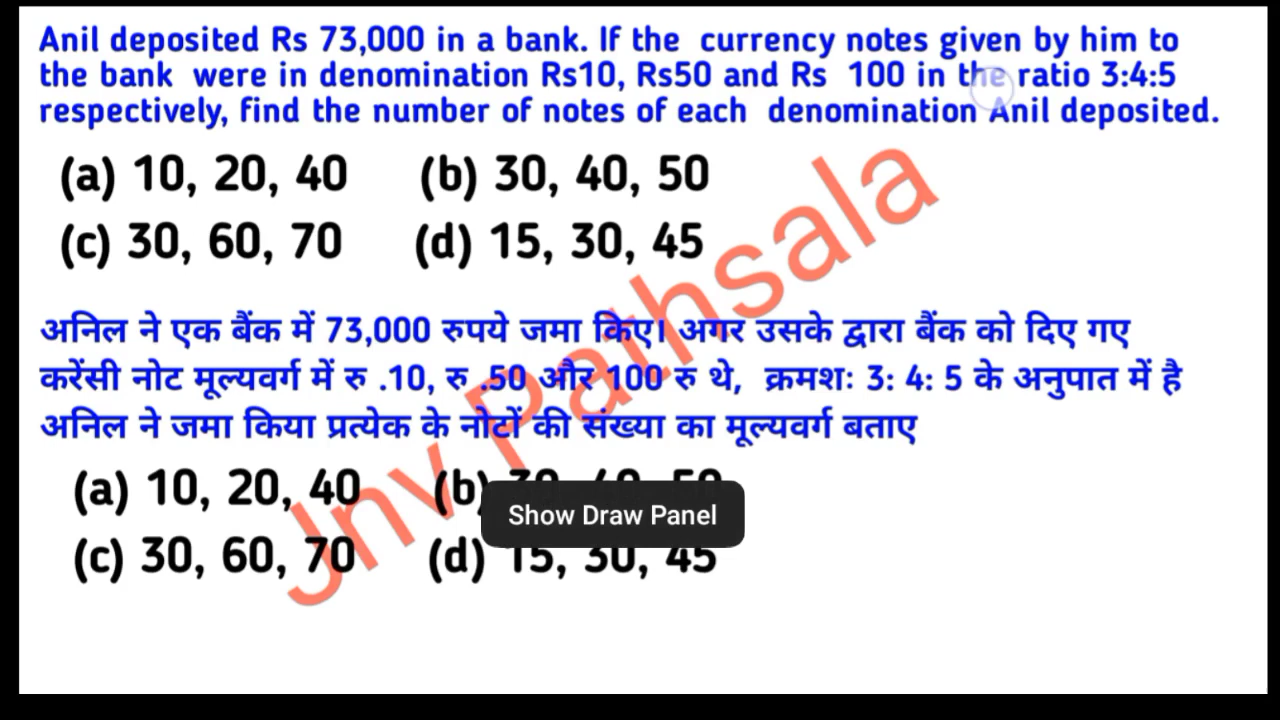 Anil deposited Rs 73,000 in a bank. If the currency notes given by him to
the bank were in denomination Rs10, Rs50 and Rs 100 in the ratio 3:4:5
respectively, find the number of notes of each denomination Anil deposited.
(a) 10, 20, 40 (b) 30, 40, 50
(c) 30, 60, 70 (d) 15, 30, 45
अनिल ने एक बैंक में 73,000 रुपये जमा किए। अगर उसके द्वारा बैंक को दिए गए
करेंसी नोट मूल्यवर्ग में रु .10, रु .50 और 100 रु थे, क्रमशः 3: 4: 5 के अनुपात में है
अनिल ने जमा किया प्रत्येक के नोटों की संख्या का मूल्यवर्ग बताए
(a) 10, 20, 40 (b)
(c) 30, 60, 70 (d) 15, 30, 45
Show Draw Panel
Jnv Pathsala